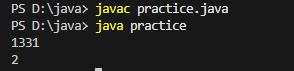 PS D:\java> javac practice.java
PS D:\java> java practice
1331
2